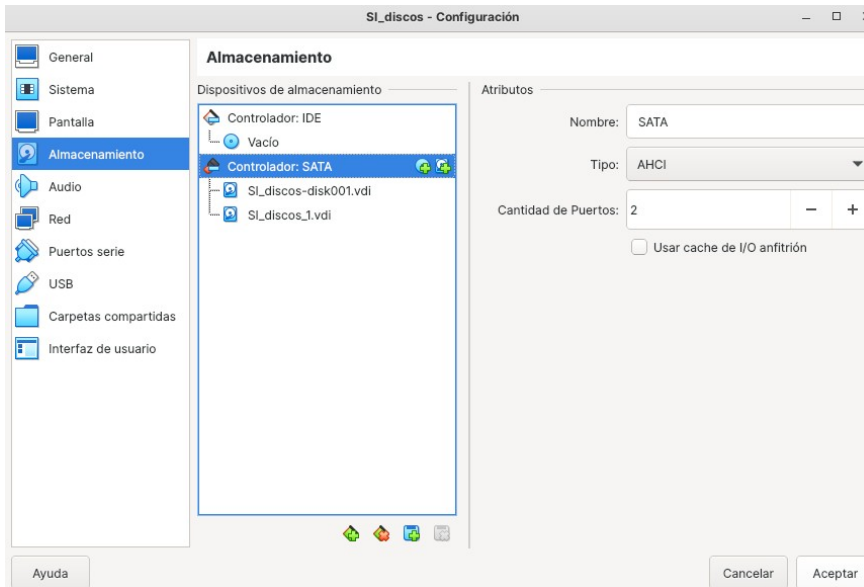 SI_discos - Configuración
General
Sistema
Pantalla
Almacenamiento
Audio
Red
Puertos serie
USB
Carpetas compartidas
Interfaz de usuario
Almacenamiento
Dispositivos de almacenamiento
Controlador: IDE
Vacío
Controlador: SATA
SI_discos-disk001.vdi
SI_discos_1.vdi
Atributos
Nombre: SATA
Tipo: AHCI
Cantidad de Puertos: 2
Usar cache de I/O anfitrión
Ayuda
Cancelar
Aceptar